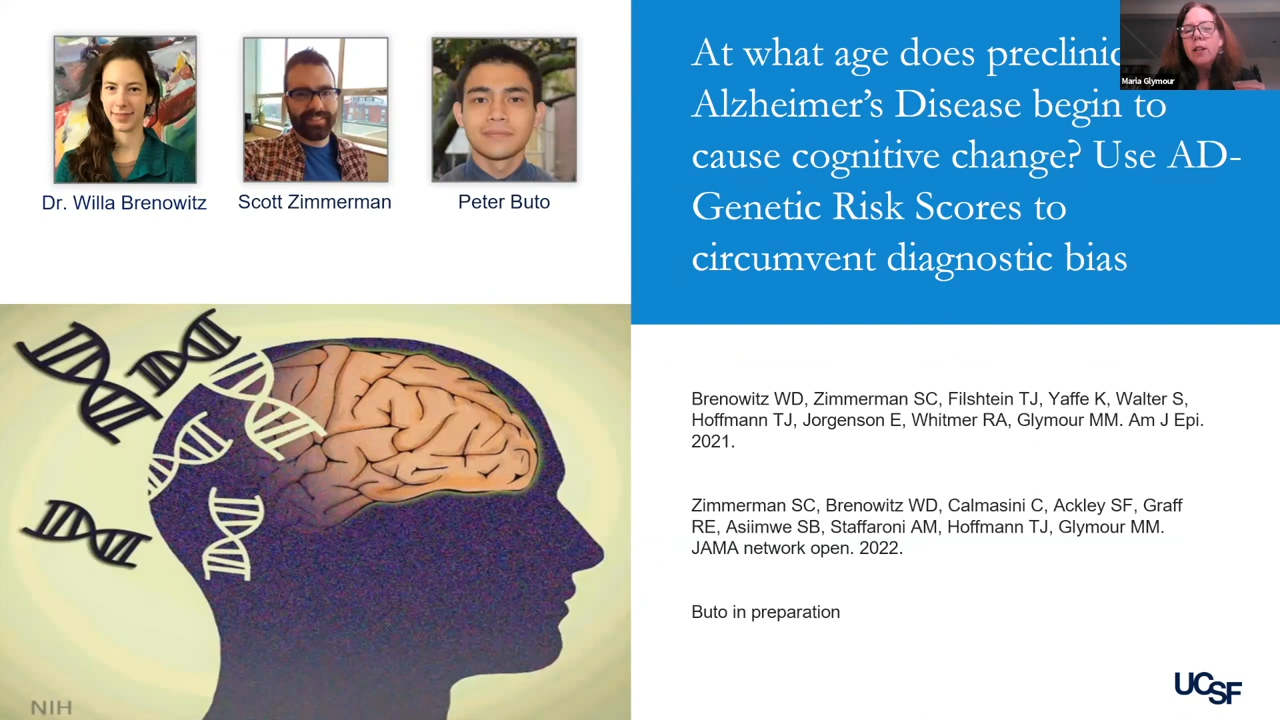 Dr. Willa Brenowitz
Scott Zimmerman
Peter Buto
At what age does preclinic
Alzheimer's Disease begin to
cause cognitive change? Use AD-
Genetic Risk Scores to
circumvent diagnostic bias
Maria Glymour
Brenowitz WD, Zimmerman SC, Filshtein TJ, Yaffe K, Walter S,
Hoffmann TJ, Jorgenson E, Whitmer RA, Glymour MM. Am J Epi.
2021.
Zimmerman SC, Brenowitz WD, Calmasini C, Ackley SF, Graff
RE, Asiimwe SB, Staffaroni AM, Hoffmann TJ, Glymour MM.
JAMA network open. 2022.
Buto in preparation
NIH
UCSF